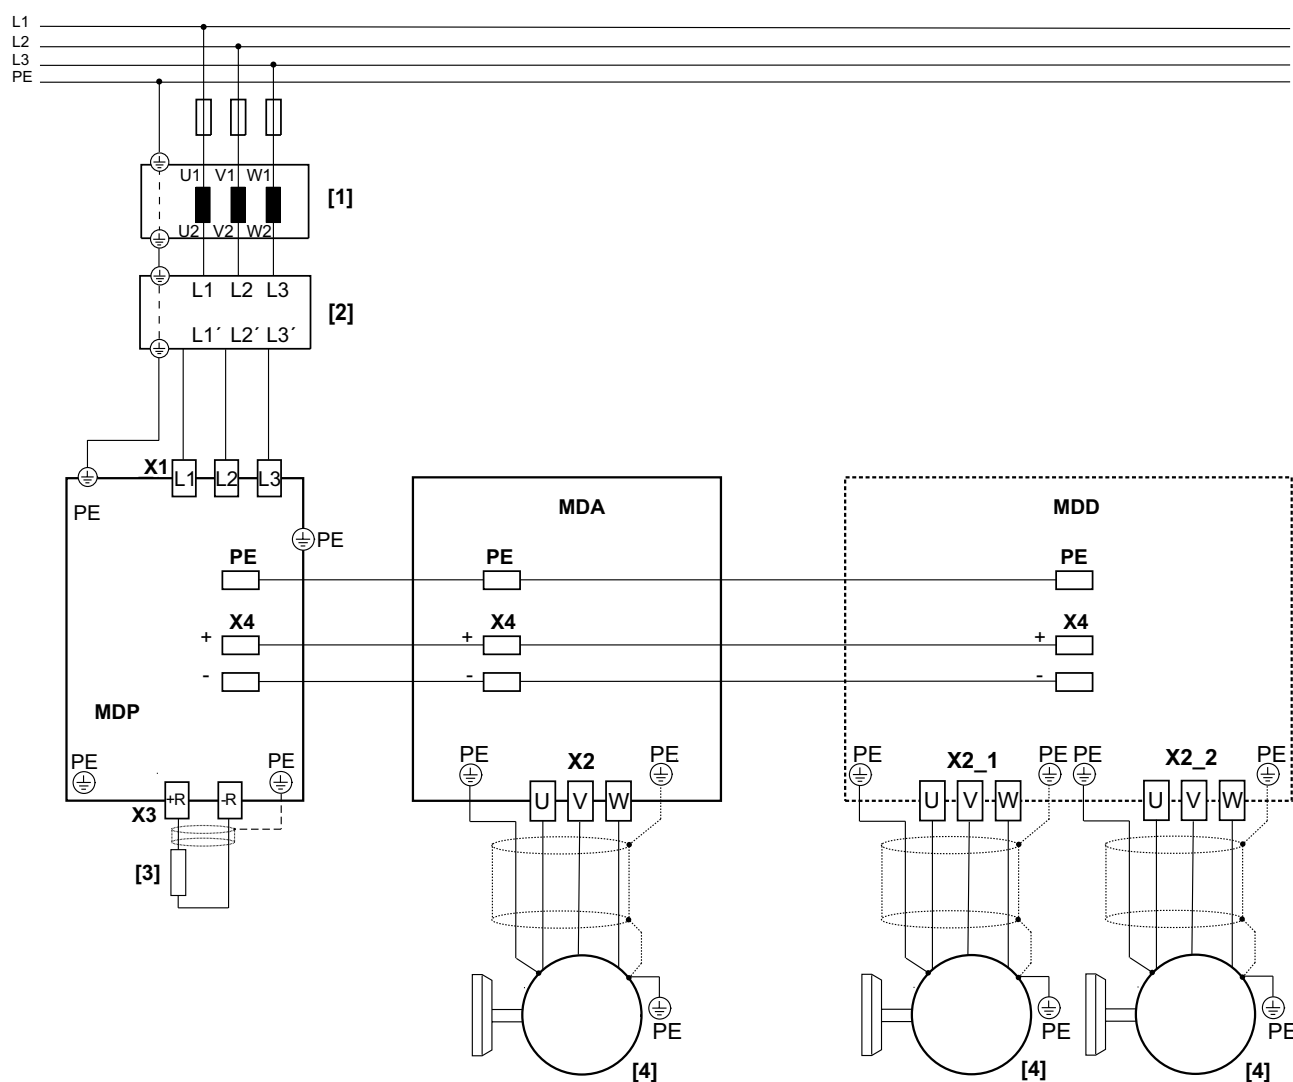 L1
L2
L3
PE
U1 V1 W1
[1]
U2 V2 W2
L1 L2 L3
[2]
L1´ L2´ L3´
X1 L1 L2 L3
PE
MDA
MDD
PE
PE PE PE
X4 X4 X4
+ + +
- - -
MDP
PE PE
PE X2 PE
PE X2_1 PE
PE X2_2 PE
X3 +R -R
U V W
U V W
U V W
[3]
PE
PE
PE
[4]
[4]
[4]